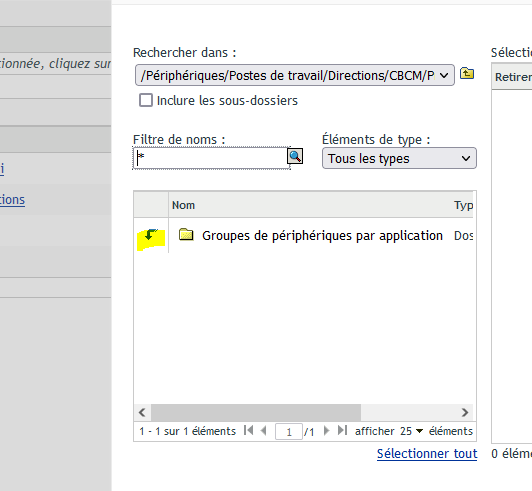 Rechercher dans :
Sélectio
tionnée, cliquez sur
/Périphériques/Postes de travail/Directions/CBCM/P
Retirer
Inclure les sous-dossiers
Filtre de noms :
Éléments de type :
*
Tous les types
i
tions
Nom
Typ
Groupes de périphériques par application
Dos
1 - 1 sur 1 éléments
1
/1
afficher 25
éléments
Sélectionner tout
0 éléme